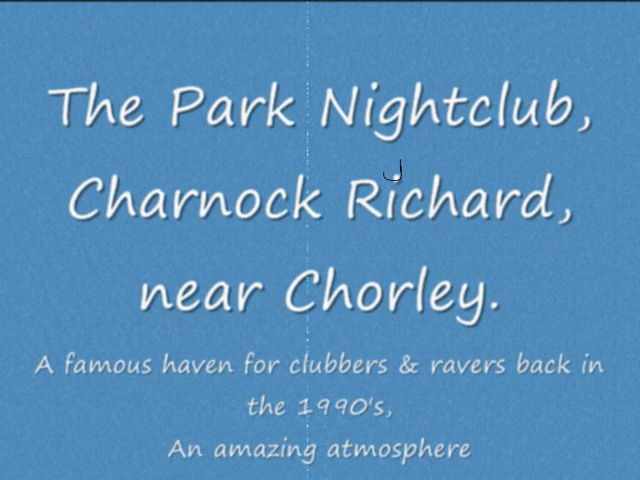 The Park Nightclub,
Charnock Richard,
near Chorley.
A famous haven for clubbers & ravers back in
the 1990's,
An amazing atmosphere